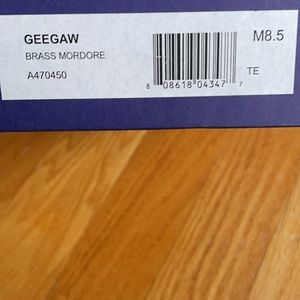 GEEGAW
M8.5
BRASS MORDORE
A470450
TE
8 08618 04347 7